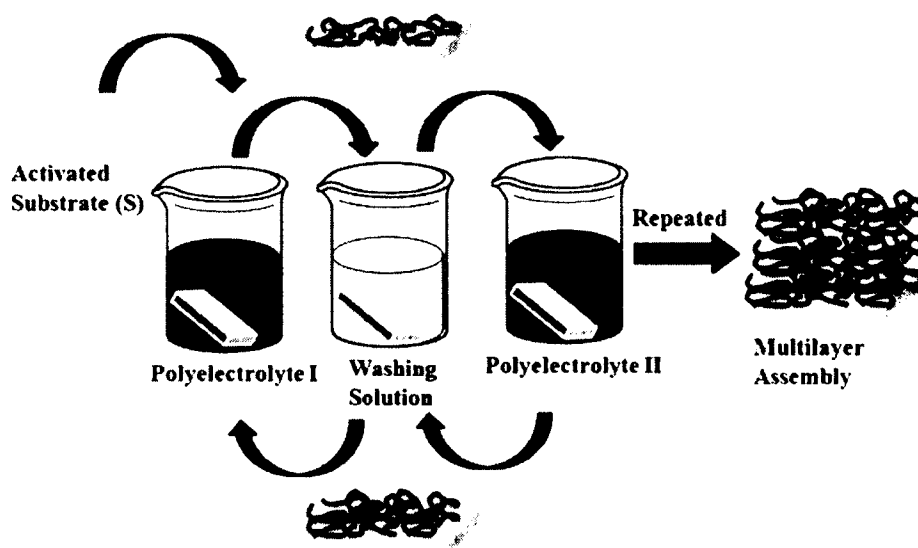 Activated
Substrate (S)
Repeated
Polyelectrolyte I
Washing
Solution
Polyelectrolyte II
Multilayer
Assembly